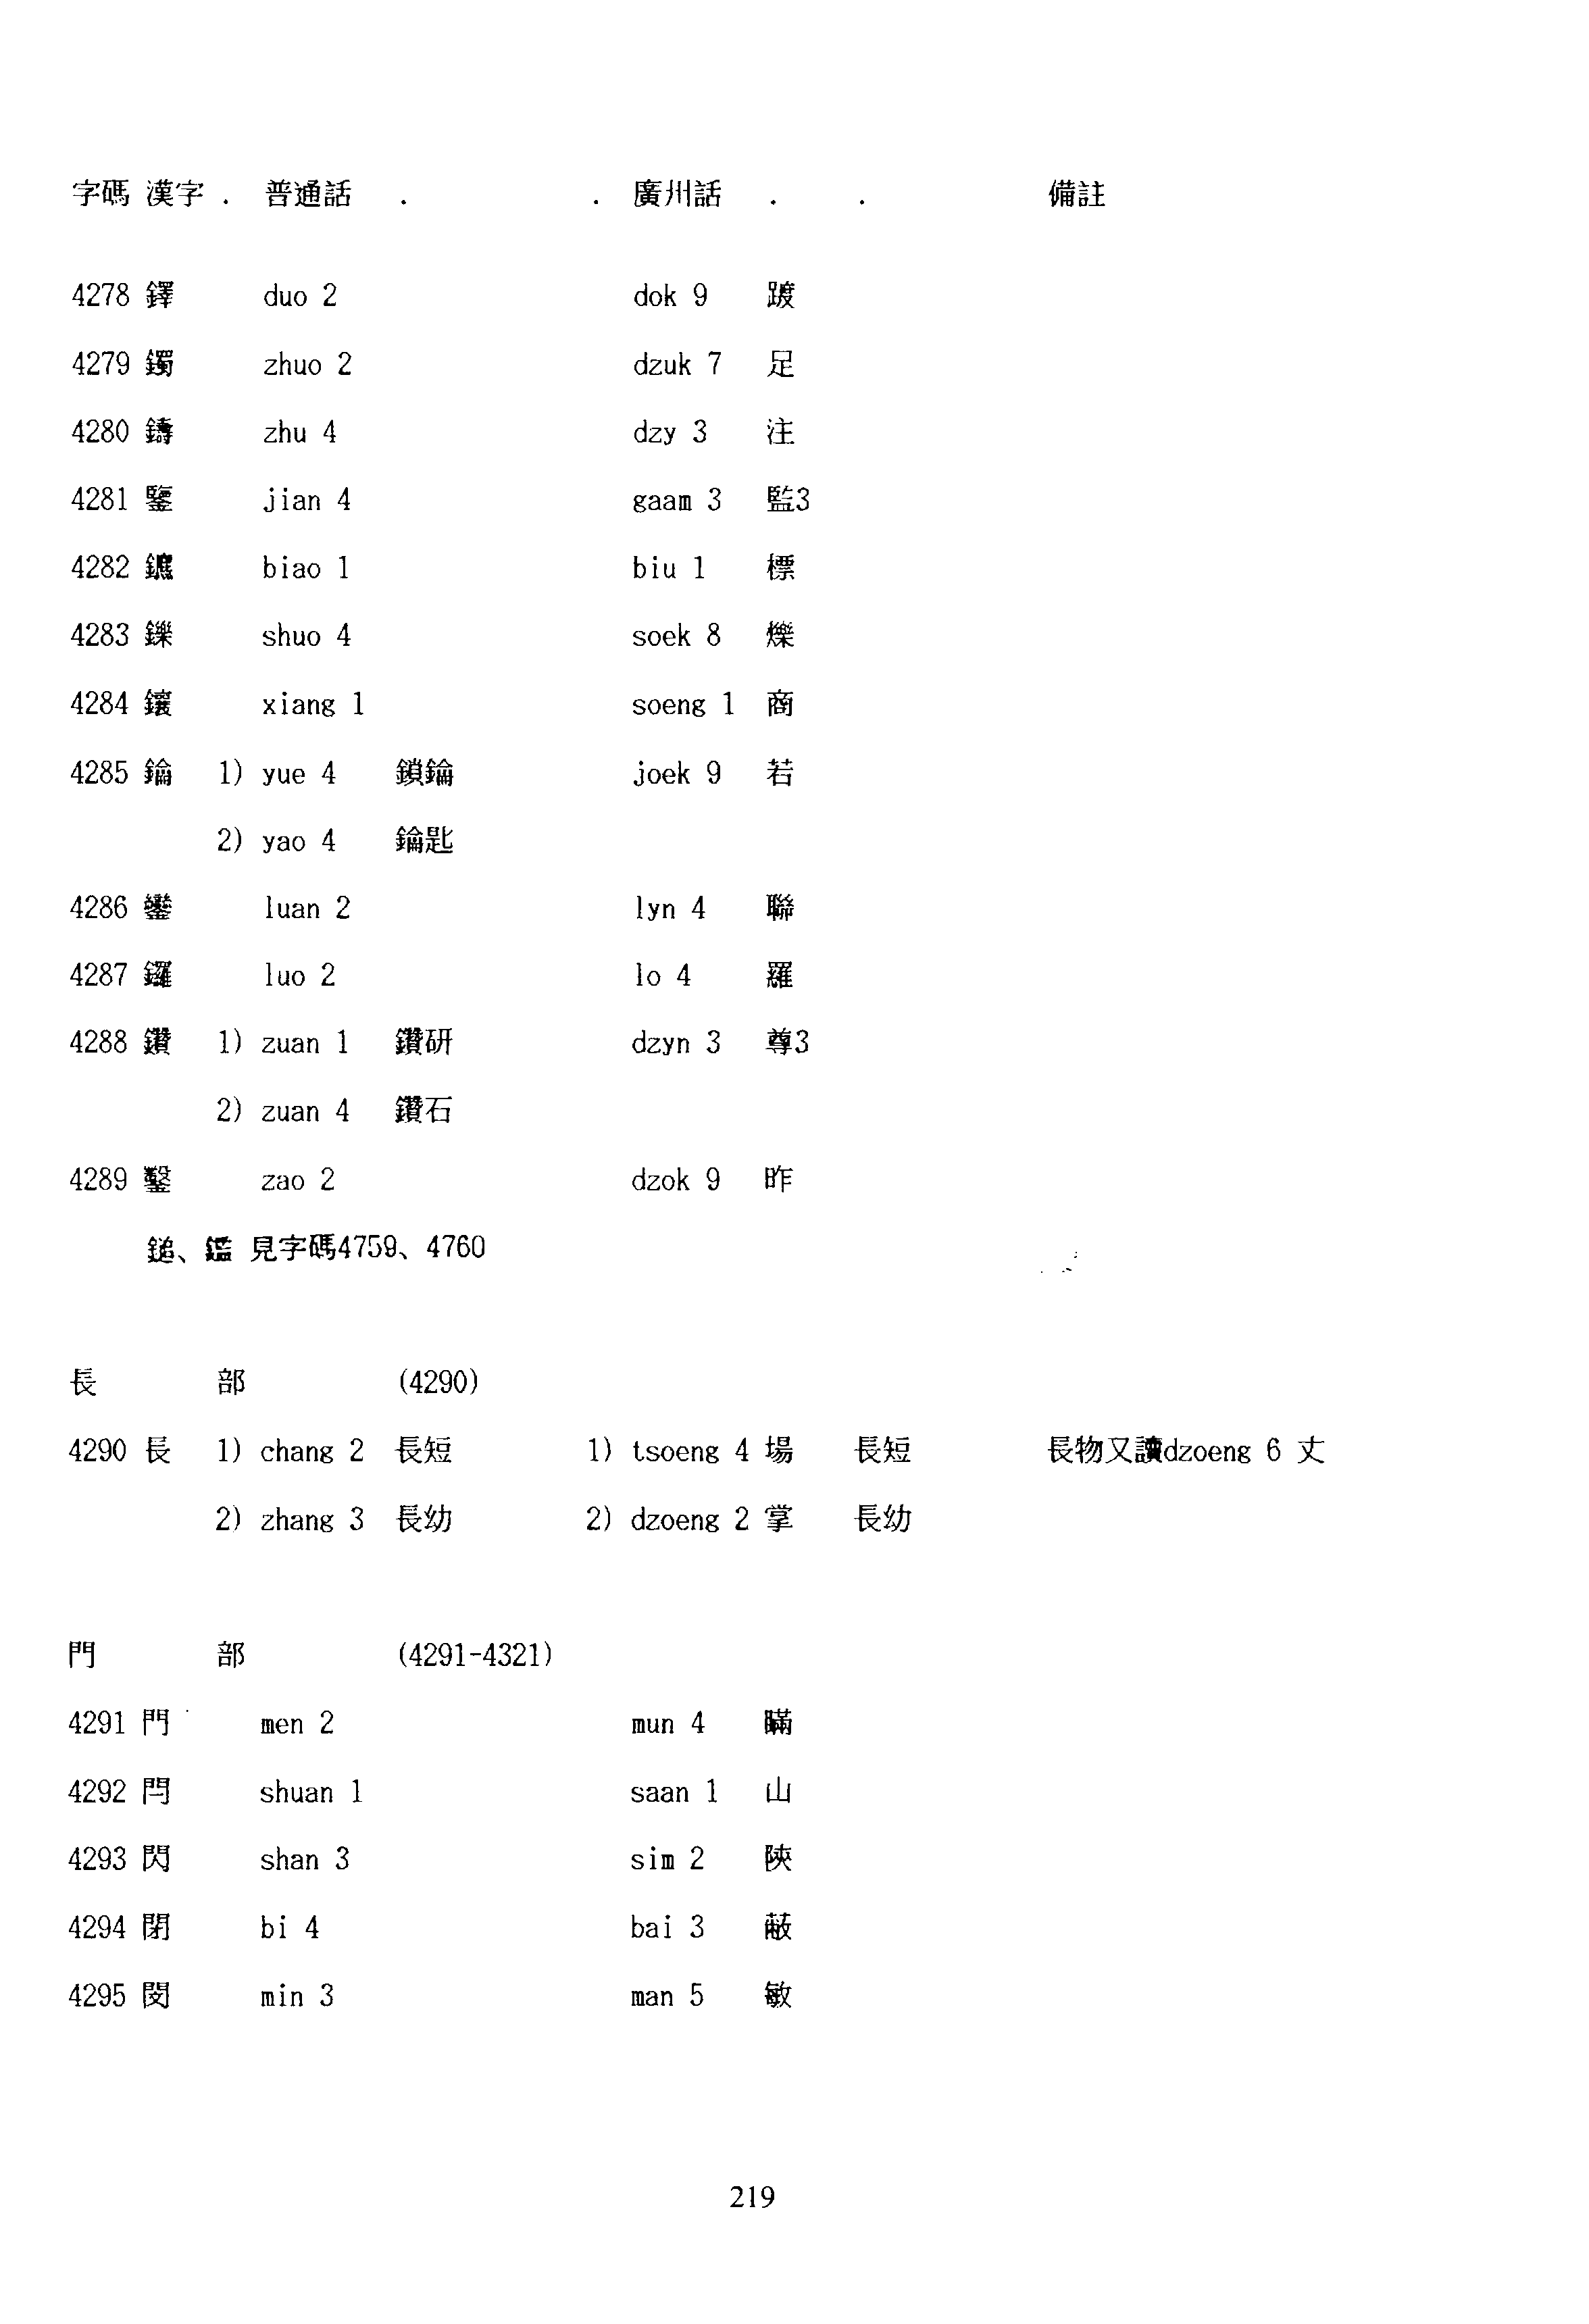 字碼 漢字 . 普通話 . . 廣州話 . . 備註
4278 鐸 duo 2 dok 9 踱
4279 鐲 zhuo 2 dzuk 7 足
4280 鑄 zhu 4 dzy 3 注
4281 鑒 jian 4 gaam 3 監3
4282 鑣 biao 1 biu 1 標
4283 鑠 shuo 4 soek 8 爍
4284 鑲 xiang 1 soeng 1 商
4285 鑰 1) yue 4 鎖鑰 joek 9 若
2) yao 4 鑰匙
4286 鑾 luan 2 lyn 4 聯
4287 鑼 luo 2 lo 4 羅
4288 鑽 1) zuan 1 鑽研 dzyn 3 尊3
2) zuan 4 鑽石
4289 鑿 zao 2 dzok 9 昨
鎚、鑑 見字碼4759、4760
長 部 (4290)
4290 長 1) chang 2 長短 1) tsoeng 4 場 長短 長物又讀dzoeng 6 丈
2) zhang 3 長幼 2) dzoeng 2 掌 長幼
門 部 (4291-4321)
4291 門 men 2 mun 4 瞞
4292 閂 shuan 1 saan 1 山
4293 閃 shan 3 sim 2 陝
4294 閉 bi 4 bai 3 蔽
4295 閔 min 3 man 5 敏
219